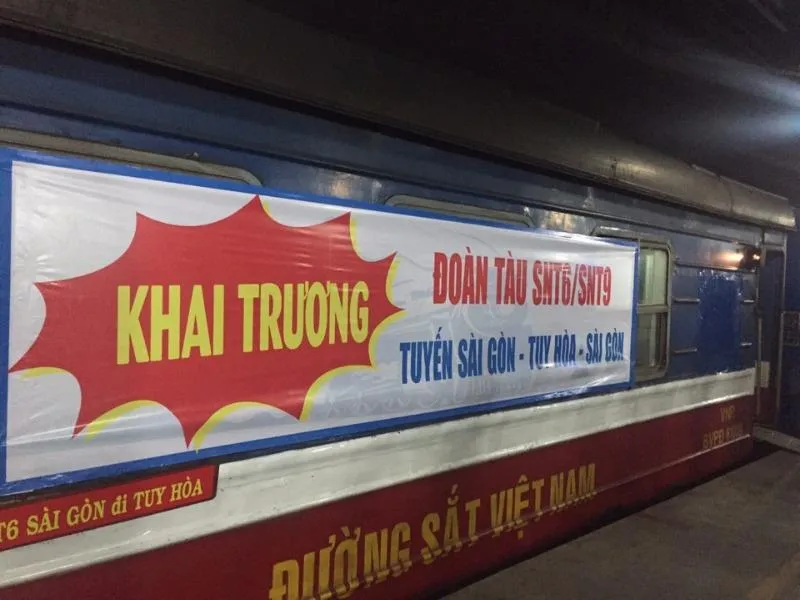 KHAI TRƯƠNG
ĐOÀN TÀU SNT6/SNT9
TUYẾN SÀI GÒN - TUY HÒA - SÀI GÒN
T6 SÀI GÒN đi TUY HÒA
ĐƯỜNG SẮT VIỆT NAM
VNR